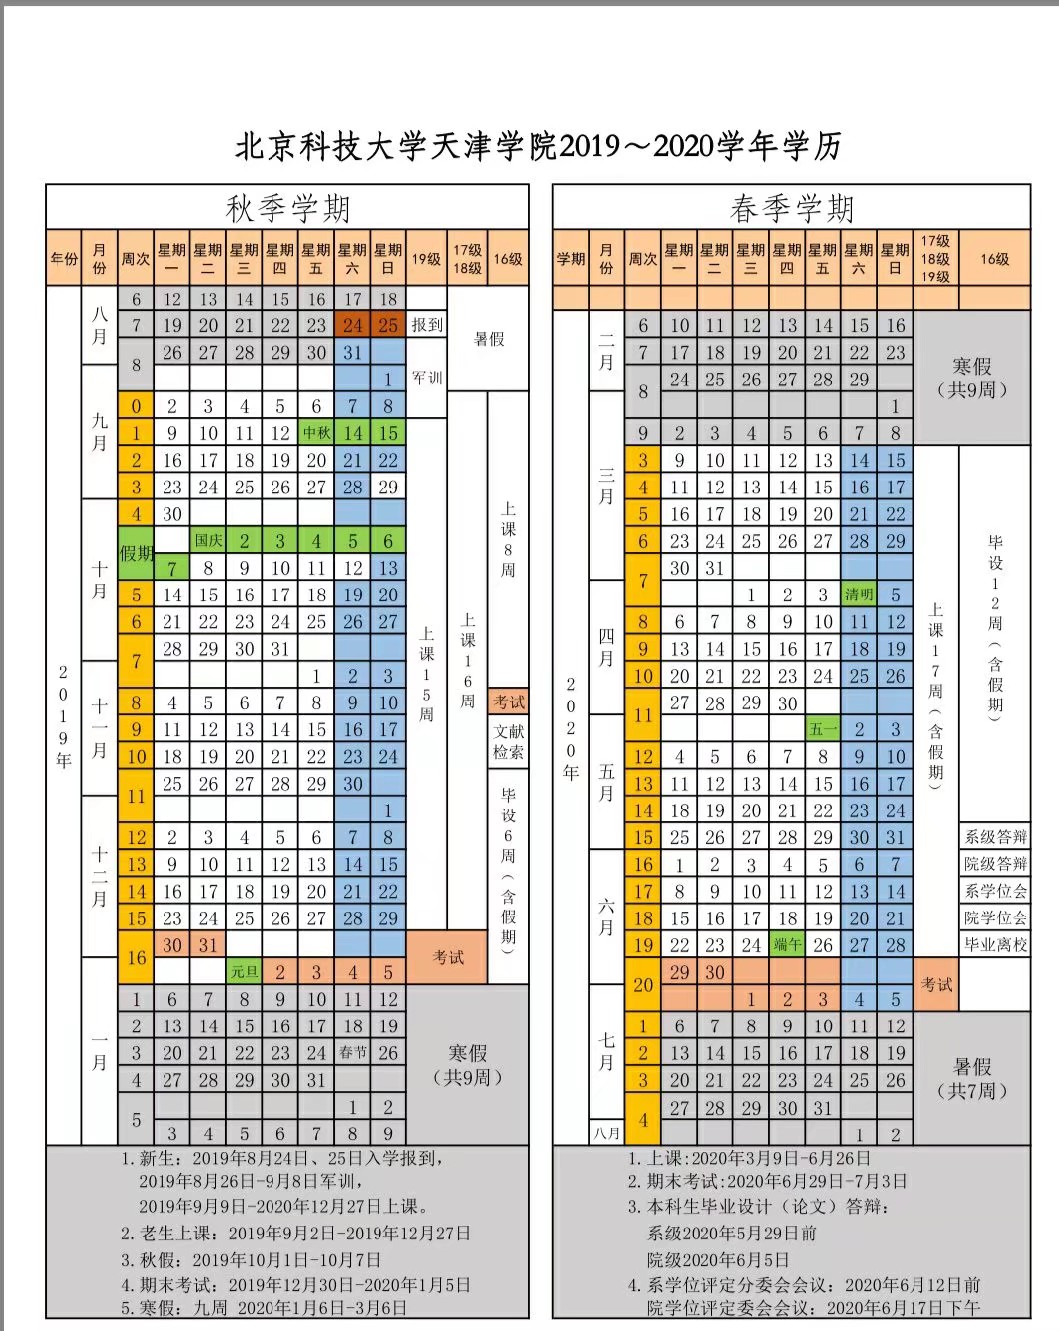 北京科技大学天津学院2019～2020学年学历
秋季学期
年份 月份 周次 星期一 星期二 星期三 星期四 星期五 星期六 星期日 19级 17级 18级 16级
2019年
八月
6 12 13 14 15 16 17 18
7 19 20 21 22 23 24 25 报到 暑假
8 26 27 28 29 30 31
1 军训
九月
0 2 3 4 5 6 7 8
1 9 10 11 12 中秋 14 15
2 16 17 18 19 20 21 22
3 23 24 25 26 27 28 29
4 30
上课8周
十月
假期 国庆 2 3 4 5 6
7 8 9 10 11 12 13
5 14 15 16 17 18 19 20
6 21 22 23 24 25 26 27
7 28 29 30 31
上课15周 上课16周
十一月
1 2 3
8 4 5 6 7 8 9 10 考试
9 11 12 13 14 15 16 17 文献
10 18 19 20 21 22 23 24 检索
11 25 26 27 28 29 30
毕设6周（含假期）
十二月
1
12 2 3 4 5 6 7 8
13 9 10 11 12 13 14 15
14 16 17 18 19 20 21 22
15 23 24 25 26 27 28 29
16 30 31 考试
一月
元旦 2 3 4 5
1 6 7 8 9 10 11 12
2 13 14 15 16 17 18 19
3 20 21 22 23 24 春节 26 寒假
4 27 28 29 30 31 （共9周）
5 1 2
3 4 5 6 7 8 9
1.新生：2019年8月24日、25日入学报到，
2019年8月26日-9月8日军训，
2019年9月9日-2020年12月27日上课。
2.老生上课：2019年9月2日-2019年12月27日
3.秋假：2019年10月1日-10月7日
4.期末考试：2019年12月30日-2020年1月5日
5.寒假：九周 2020年1月6日-3月6日
春季学期
学期 月份 周次 星期一 星期二 星期三 星期四 星期五 星期六 星期日 17级 18级 19级 16级
2020年
二月
6 10 11 12 13 14 15 16
7 17 18 19 20 21 22 23 寒假
8 24 25 26 27 28 29 （共9周）
三月
1
9 2 3 4 5 6 7 8
3 9 10 11 12 13 14 15
4 11 12 13 14 15 16 17
5 16 17 18 19 20 21 22
6 23 24 25 26 27 28 29
7 30 31
毕设12周（含假期）
四月
1 2 3 清明 5
8 6 7 8 9 10 11 12
9 13 14 15 16 17 18 19
10 20 21 22 23 24 25 26
11 27 28 29 30
上课17周（含假期）
五月
五一 2 3
12 4 5 6 7 8 9 10
13 11 12 13 14 15 16 17
14 18 19 20 21 22 23 24
15 25 26 27 28 29 30 31 系级答辩
六月
16 1 2 3 4 5 6 7 院级答辩
17 8 9 10 11 12 13 14 系学位会
18 15 16 17 18 19 20 21 院学位会
19 22 23 24 端午 26 27 28 毕业离校
20 29 30 考试
七月
1 2 3 4 5
1 6 7 8 9 10 11 12
2 13 14 15 16 17 18 19 暑假
3 20 21 22 23 24 25 26 （共7周）
4 27 28 29 30 31
八月 1 2
1.上课:2020年3月9日-6月26日
2.期末考试:2020年6月29日-7月3日
3.本科生毕业设计（论文）答辩：
系级2020年5月29日前
院级2020年6月5日
4.系学位评定分委会会议：2020年6月12日前
院学位评定委会会议：2020年6月17日下午